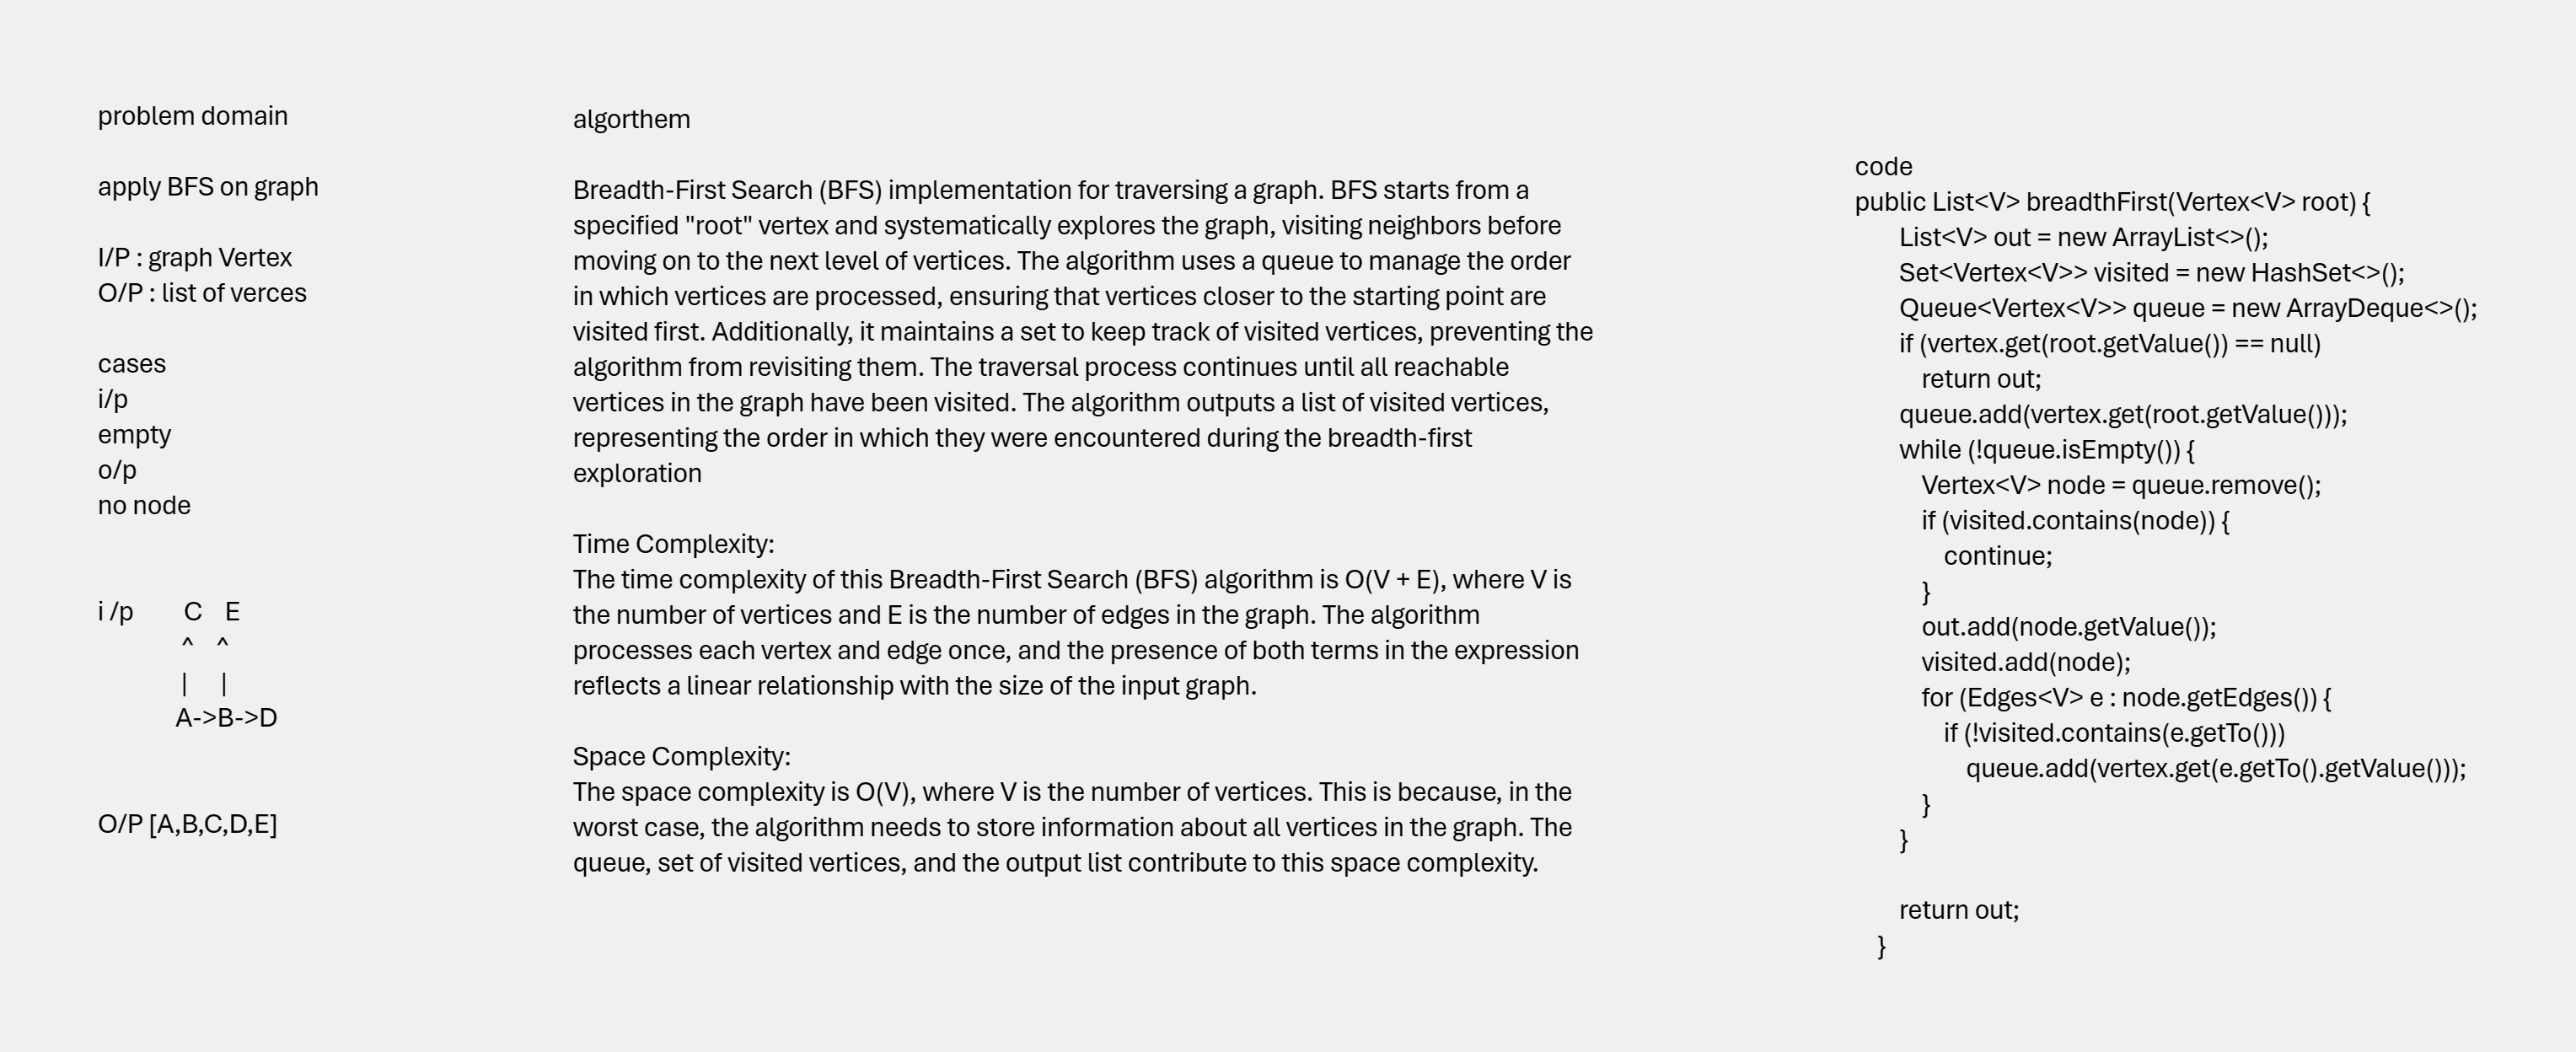 problem domain
apply BFS on graph
I/P : graph Vertex
O/P : list of verces
cases
i/p
empty
o/p
no node
i /p C E
^ ^
| |
A->B->D
O/P [A,B,C,D,E]
algorthem
Breadth-First Search (BFS) implementation for traversing a graph. BFS starts from a
specified "root" vertex and systematically explores the graph, visiting neighbors before
moving on to the next level of vertices. The algorithm uses a queue to manage the order
in which vertices are processed, ensuring that vertices closer to the starting point are
visited first. Additionally, it maintains a set to keep track of visited vertices, preventing the
algorithm from revisiting them. The traversal process continues until all reachable
vertices in the graph have been visited. The algorithm outputs a list of visited vertices,
representing the order in which they were encountered during the breadth-first
exploration
Time Complexity:
The time complexity of this Breadth-First Search (BFS) algorithm is O(V + E), where V is
the number of vertices and E is the number of edges in the graph. The algorithm
processes each vertex and edge once, and the presence of both terms in the expression
reflects a linear relationship with the size of the input graph.
Space Complexity:
The space complexity is O(V), where V is the number of vertices. This is because, in the
worst case, the algorithm needs to store information about all vertices in the graph. The
queue, set of visited vertices, and the output list contribute to this space complexity.
code
public List<V> breadthFirst(Vertex<V> root) {
List<V> out = new ArrayList<>();
Set<Vertex<V>> visited = new HashSet<>();
Queue<Vertex<V>> queue = new ArrayDeque<>();
if (vertex.get(root.getValue()) == null)
return out;
queue.add(vertex.get(root.getValue()));
while (!queue.isEmpty()) {
Vertex<V> node = queue.remove();
if (visited.contains(node)) {
continue;
}
out.add(node.getValue());
visited.add(node);
for (Edges<V> e : node.getEdges()) {
if (!visited.contains(e.getTo()))
queue.add(vertex.get(e.getTo().getValue()));
}
}
return out;
}